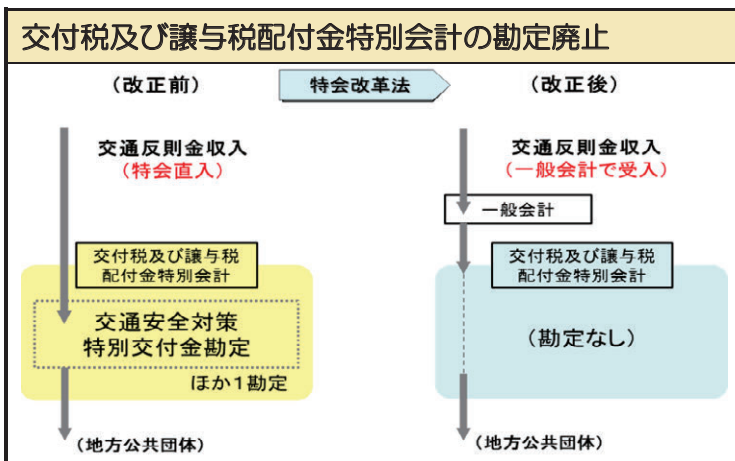 交付税及び譲与税配付金特別会計の勘定廃止
（改正前）
特会改革法
（改正後）
交通反則金収入
（特会直入）
交付税及び譲与税
配付金特別会計
交通安全対策
特別交付金勘定
ほか１勘定
（地方公共団体）
交通反則金収入
（一般会計で受入）
一般会計
交付税及び譲与税
配付金特別会計
（勘定なし）
（地方公共団体）